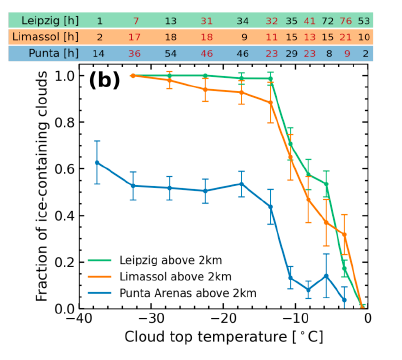 Leipzig [h] 1 7 13 31 34 32 35 41 72 76 53
Limassol [h] 2 17 18 18 9 11 15 13 15 21 10
Punta [h] 14 36 54 46 46 23 29 23 8 9 2
(b)
1.0
0.8
0.6
0.4
0.2
0.0
Fraction of ice-containing clouds
Leipzig above 2km
Limassol above 2km
Punta Arenas above 2km
−40 −30 −20 −10 0
Cloud top temperature [°C]